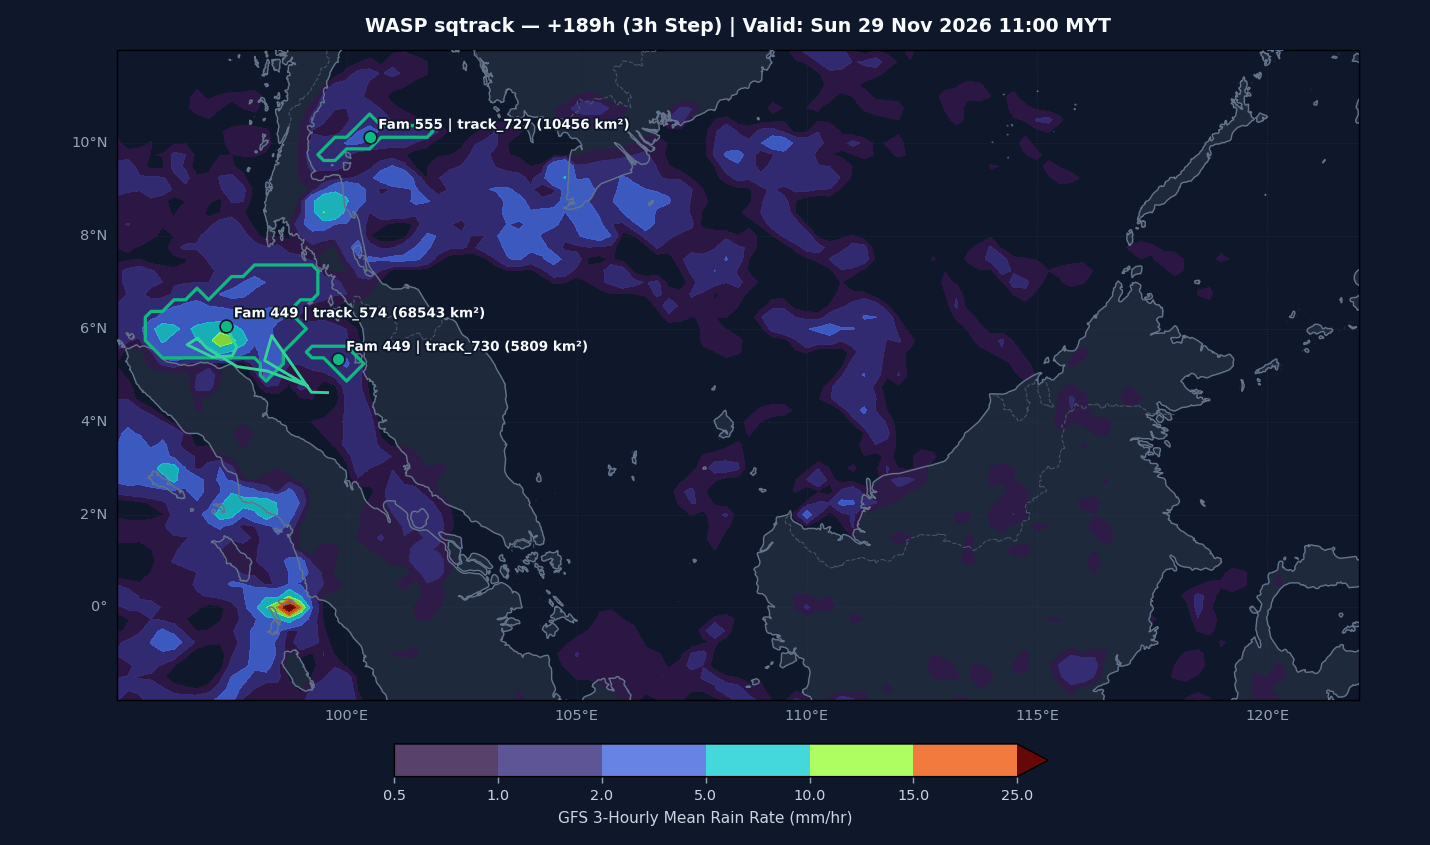 WASP sqtrack — +189h (3h Step) | Valid: Sun 29 Nov 2026 11:00 MYT
Fam 555 | track_727 (10456 km²)
10°N
8°N
Fam 449 | track_574 (68543 km²)
6°N
Fam 449 | track_730 (5809 km²)
4°N
2°N
0°
100°E 105°E 110°E 115°E 120°E
0.5 1.0 2.0 5.0 10.0 15.0 25.0
GFS 3-Hourly Mean Rain Rate (mm/hr)